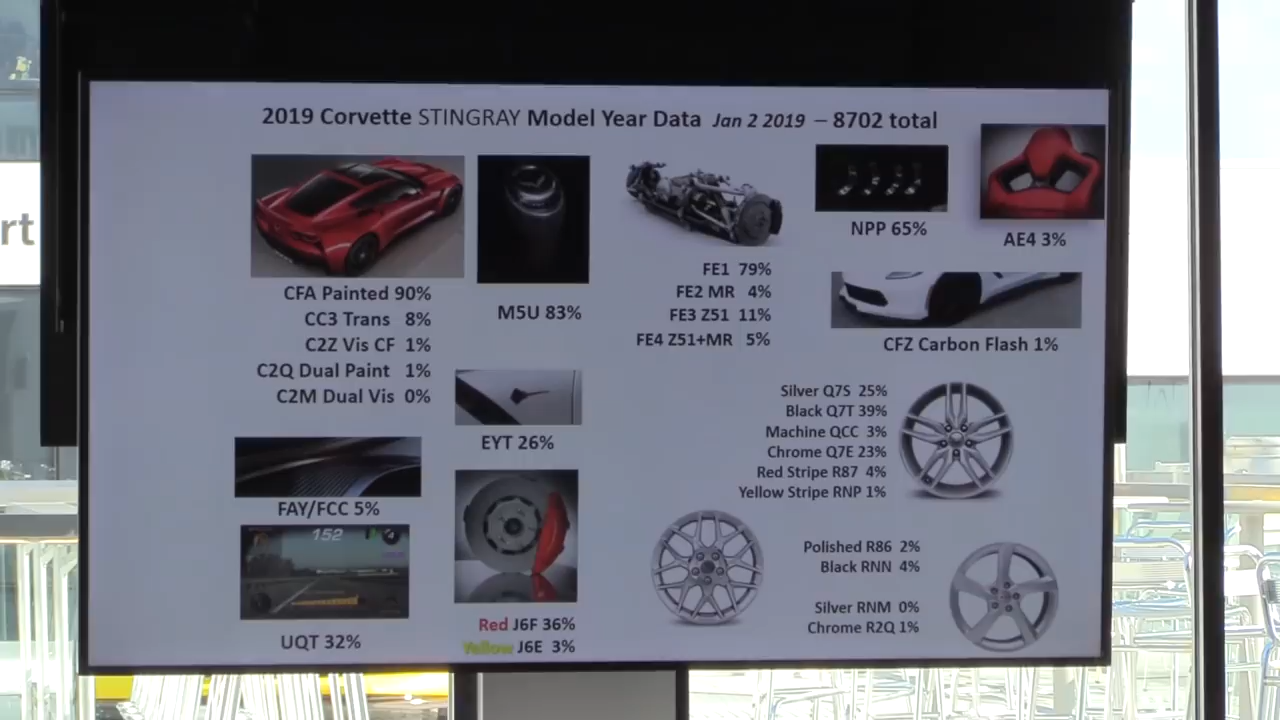 2019 Corvette STINGRAY Model Year Data Jan 2 2019 – 8702 total
CFA Painted 90%
CC3 Trans 8%
C2Z Vis CF 1%
C2Q Dual Paint 1%
C2M Dual Vis 0%
M5U 83%
FE1 79%
FE2 MR 4%
FE3 Z51 11%
FE4 Z51+MR 5%
NPP 65%
AE4 3%
CFZ Carbon Flash 1%
EYT 26%
FAY/FCC 5%
152
4
UQT 32%
Red J6F 36%
Yellow J6E 3%
Silver Q7S 25%
Black Q7T 39%
Machine QCC 3%
Chrome Q7E 23%
Red Stripe R87 4%
Yellow Stripe RNP 1%
Polished R86 2%
Black RNN 4%
Silver RNM 0%
Chrome R2Q 1%
rt